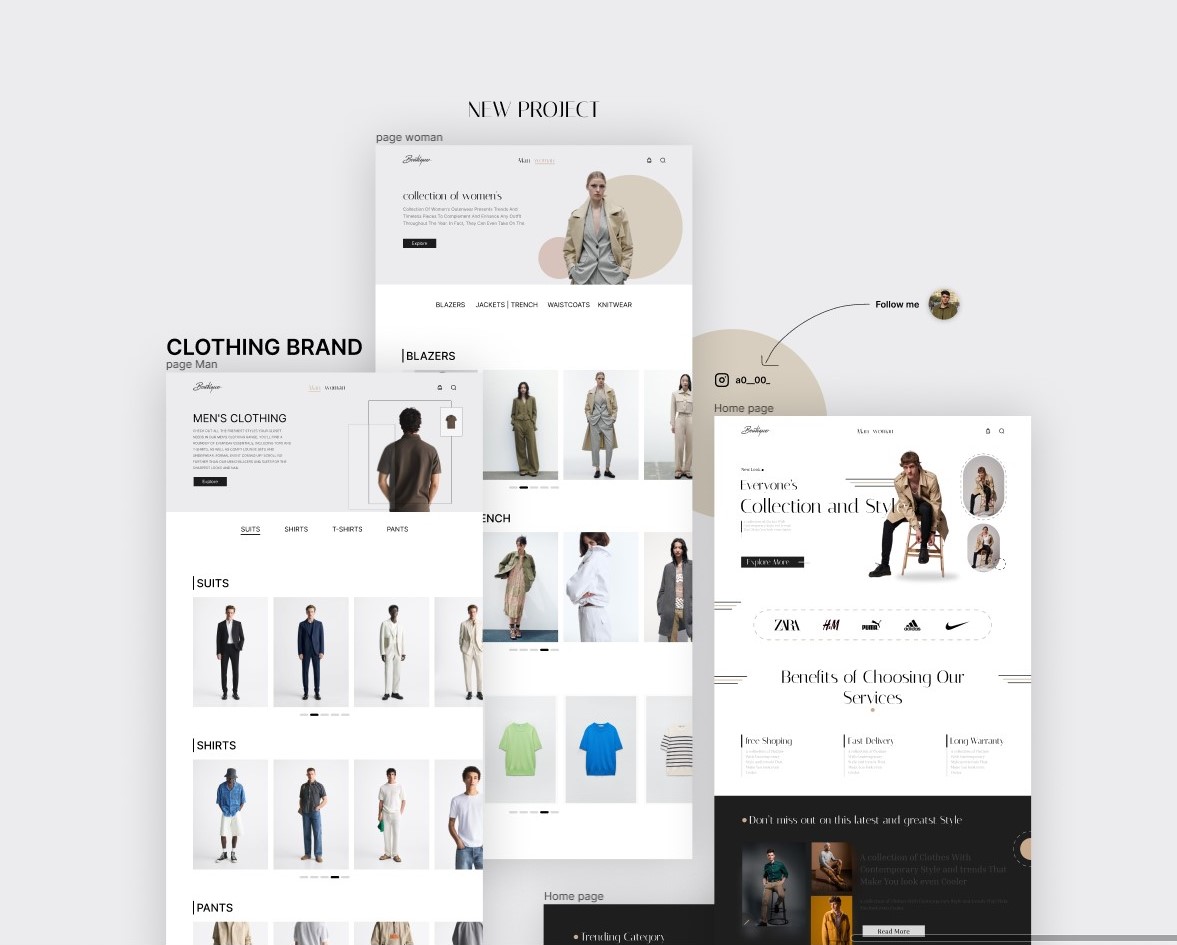 NEW PROJECT
page woman
Boutique
Man woman
collection of women's
Collection Of Women's Outerwear Presents Trends And
Timeless Pieces To Complement And Enhance Any Outfit
Throughout The Year. In Fact, They Can Even Take On The
Explore
BLAZERS JACKETS | TRENCH WAISTCOATS KNITWEAR
BLAZERS
ENCH
CLOTHING BRAND
page Man
Boutique
Man woman
MEN'S CLOTHING
Explore
SUITS SHIRTS T-SHIRTS PANTS
SUITS
SHIRTS
PANTS
Follow me
a0__00_
Home page
Boutique
Man woman
New Look
Everyone's
Collection and Style
Explore More
ZARA H&M PUMA adidas
Benefits of Choosing Our
Services
free Shoping
Fast Delivery
Long Warranty
Don't miss out on this latest and greatst Style
A collection of Clothes With
Contemporary Style and trends That
Make You look even Cooler
Read More
Home page
Trending Category